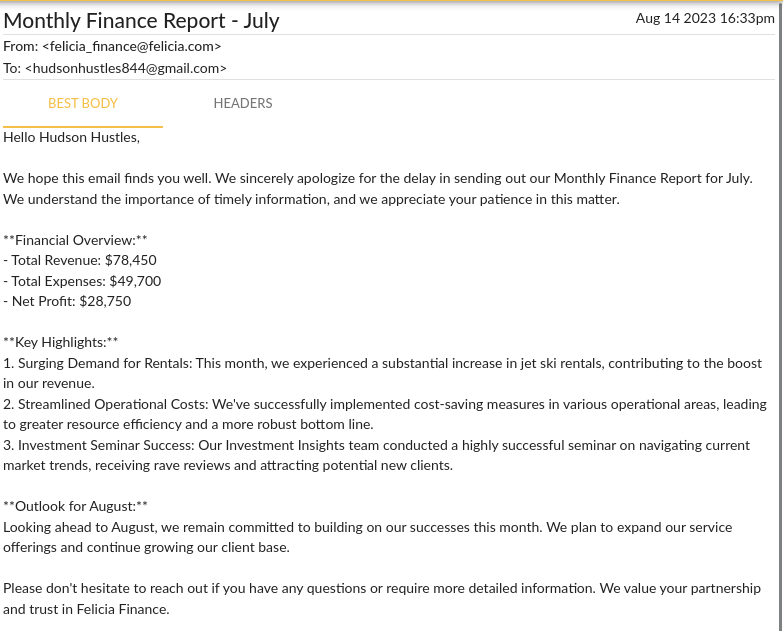 Monthly Finance Report - July
Aug 14 2023 16:33pm
From: <felicia_finance@felicia.com>
To: <hudsonhustles844@gmail.com>
BEST BODY
HEADERS
Hello Hudson Hustles,
We hope this email finds you well. We sincerely apologize for the delay in sending out our Monthly Finance Report for July.
We understand the importance of timely information, and we appreciate your patience in this matter.
**Financial Overview:**
- Total Revenue: $78,450
- Total Expenses: $49,700
- Net Profit: $28,750
**Key Highlights:**
1. Surging Demand for Rentals: This month, we experienced a substantial increase in jet ski rentals, contributing to the boost
in our revenue.
2. Streamlined Operational Costs: We've successfully implemented cost-saving measures in various operational areas, leading
to greater resource efficiency and a more robust bottom line.
3. Investment Seminar Success: Our Investment Insights team conducted a highly successful seminar on navigating current
market trends, receiving rave reviews and attracting potential new clients.
**Outlook for August:**
Looking ahead to August, we remain committed to building on our successes this month. We plan to expand our service
offerings and continue growing our client base.
Please don't hesitate to reach out if you have any questions or require more detailed information. We value your partnership
and trust in Felicia Finance.